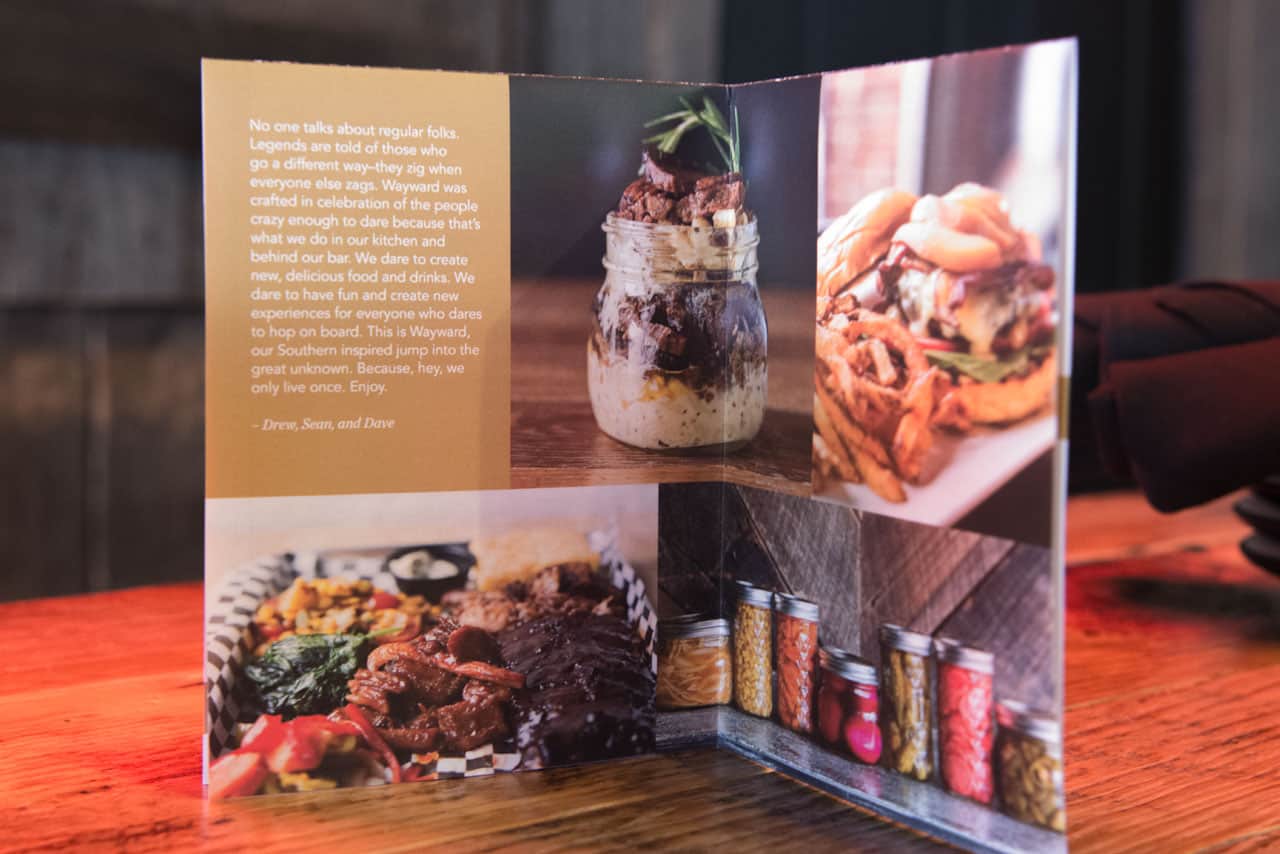 No one talks about regular folks.
Legends are told of those who
go a different way–they zig when
everyone else zags. Wayward was
crafted in celebration of the people
crazy enough to dare because that's
what we do in our kitchen and
behind our bar. We dare to create
new, delicious food and drinks. We
dare to have fun and create new
experiences for everyone who dares
to hop on board. This is Wayward,
our Southern inspired jump into the
great unknown. Because, hey, we
only live once. Enjoy.
– Drew, Sean, and Dave